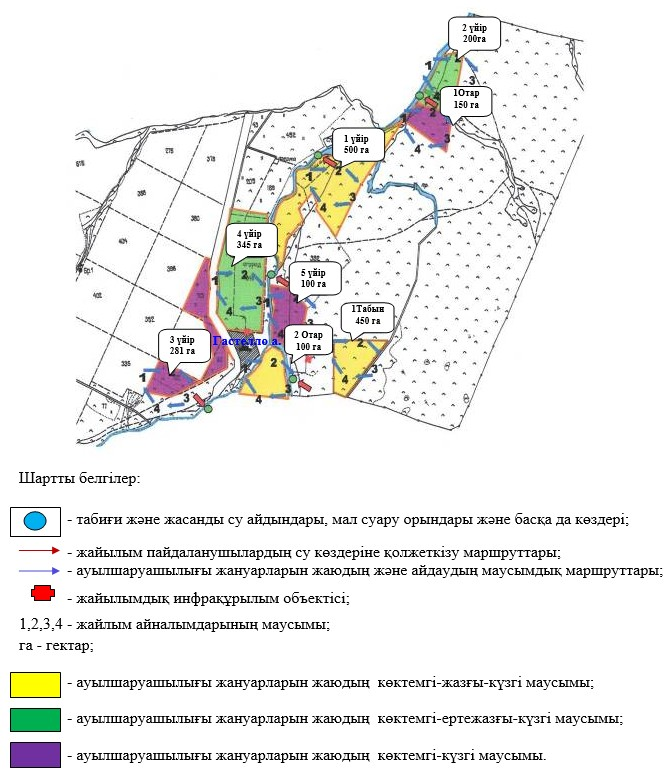 2 үйір
200га
1Отар
150 га
1 үйір
500 га
4 үйір
345 га
5 үйір
100 га
1Табын
450 га
Гастелло а.
2 Отар
100 га
3 үйір
281 га
Шартты белгілер:
- табиғи және жасанды су айдындары, мал суару орындары және басқа да көздері;
- жайылым пайдаланушылардың су көздеріне қолжеткізу маршруттары;
- ауылшаруашылығы жануарларын жаюдың және айдаудың маусымдық маршруттары;
- жайылымдық инфрақұрылым объектісі;
1,2,3,4 - жайлым айналымдарының маусымы;
га - гектар;
- ауылшаруашылығы жануарларын жаюдың көктемгі-жазғы-күзгі маусымы;
- ауылшаруашылығы жануарларын жаюдың көктемгі-ертежазғы-күзгі маусымы;
- ауылшаруашылығы жануарларын жаюдың көктемгі-күзгі маусымы.